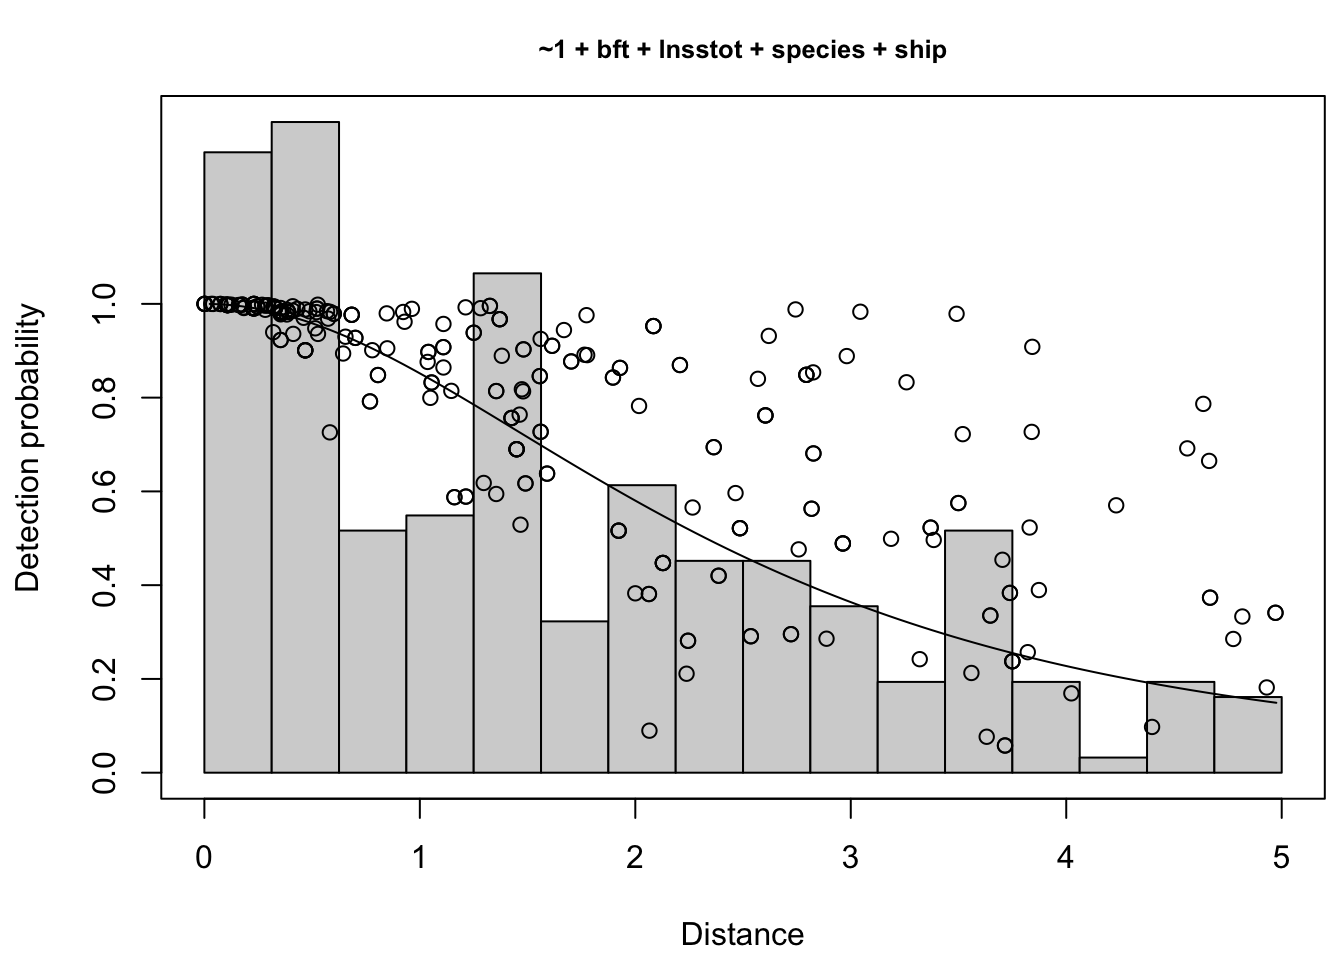 ~1 + bft + lnsstot + species + ship
Detection probability
0.0 0.2 0.4 0.6 0.8 1.0
0 1 2 3 4 5
Distance